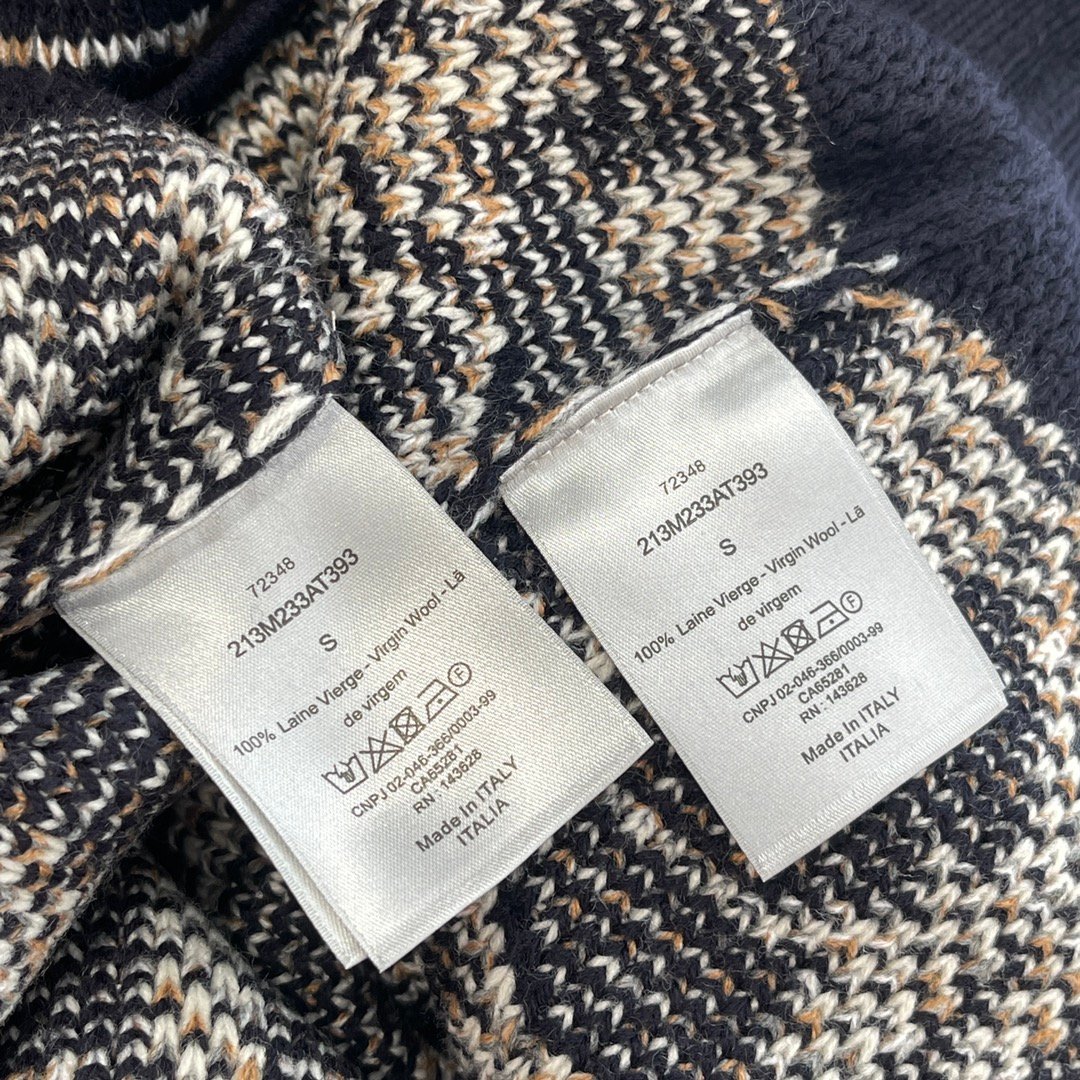 72348
213M233AT393
S
100% Laine Vierge - Virgin Wool - Lã
de virgem
F
CNPJ 02-046-366/0003-99
CA65281
RN - 143628
Made In ITALY
ITALIA
72348
213M233AT393
S
100% Laine Vierge - Virgin Wool - Lã
de virgem
F
CNPJ 02-046-366/0003-99
CA65281
RN - 143628
Made In ITALY
ITALIA